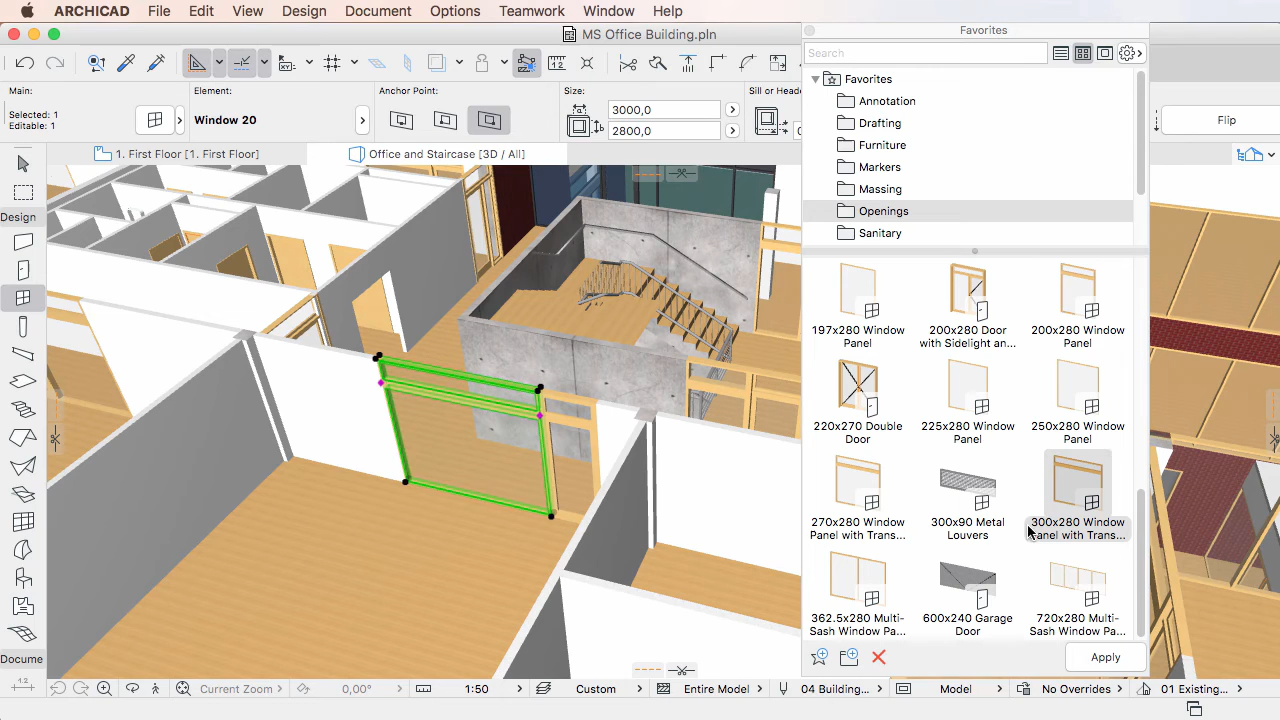 ARCHICAD File Edit View Design Document Options Teamwork Window Help
MS Office Building.pln
Favorites
Search
Main:
Element:
Anchor Point:
Size:
Sill or Heade
Selected: 1
Editable: 1
Window 20
3000,0
2800,0
Flip
1. First Floor [1. First Floor]
Office and Staircase [3D / All]
Favorites
Annotation
Drafting
Furniture
Markers
Massing
Openings
Sanitary
Design
197x280 Window
Panel
200x280 Door
with Sidelight an...
200x280 Window
Panel
220x270 Double
Door
225x280 Window
Panel
250x280 Window
Panel
270x280 Window
Panel with Trans...
300x90 Metal
Louvers
300x280 Window
Panel with Trans...
362.5x280 Multi-
Sash Window Pa...
600x240 Garage
Door
720x280 Multi-
Sash Window Pa...
Apply
Docume
1.2
Current Zoom
0,00°
1:50
Custom
Entire Model
04 Building...
Model
No Overrides
01 Existing...